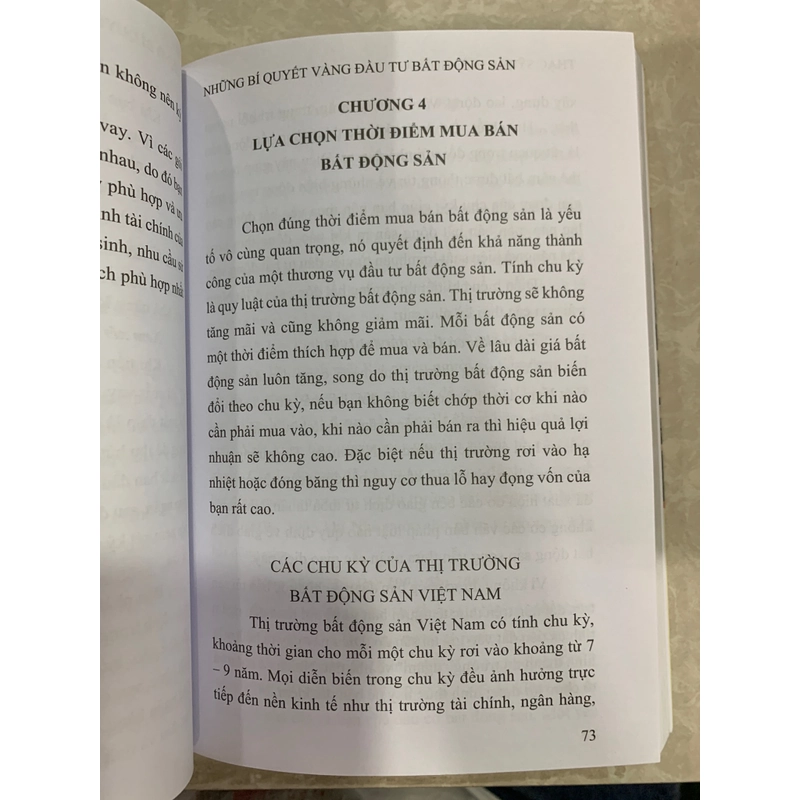 n không nên ký
vay. Vì các
nhau, do đó bạn
phù hợp và
nh tài chính của
sinh, nhu cầu
ch phù hợp nhất
NHỮNG BÍ QUYẾT VÀNG ĐẦU TƯ BẤT ĐỘNG SẢN
CHƯƠNG 4
LỰA CHỌN THỜI ĐIỂM MUA BÁN
BẤT ĐỘNG SẢN
Chọn đúng thời điểm mua bán bất động sản là yếu
tố vô cùng quan trọng, nó quyết định đến khả năng thành
công của một thương vụ đầu tư bất động sản. Tính chu kỳ
là quy luật của thị trường bất động sản. Thị trường sẽ không
tăng mãi và cũng không giảm mãi. Mỗi bất động sản có
một thời điểm thích hợp để mua và bán. Về lâu dài giá bất
động sản luôn tăng, song do thị trường bất động sản biến
đổi theo chu kỳ, nếu bạn không biết chớp thời cơ khi nào
cần phải mua vào, khi nào cần phải bán ra thì hiệu quả lợi
nhuận sẽ không cao. Đặc biệt nếu thị trường rơi vào hạ
nhiệt hoặc đóng băng thì nguy cơ thua lỗ hay đọng vốn của
bạn rất cao.
CÁC CHU KỲ CỦA THỊ TRƯỜNG
BẤT ĐỘNG SẢN VIỆT NAM
Thị trường bất động sản Việt Nam có tính chu kỳ,
khoảng thời gian cho mỗi một chu kỳ rơi vào khoảng từ 7
– 9 năm. Mọi diễn biến trong chu kỳ đều ảnh hưởng trực
tiếp đến nền kinh tế như thị trường tài chính, ngân hàng,
73